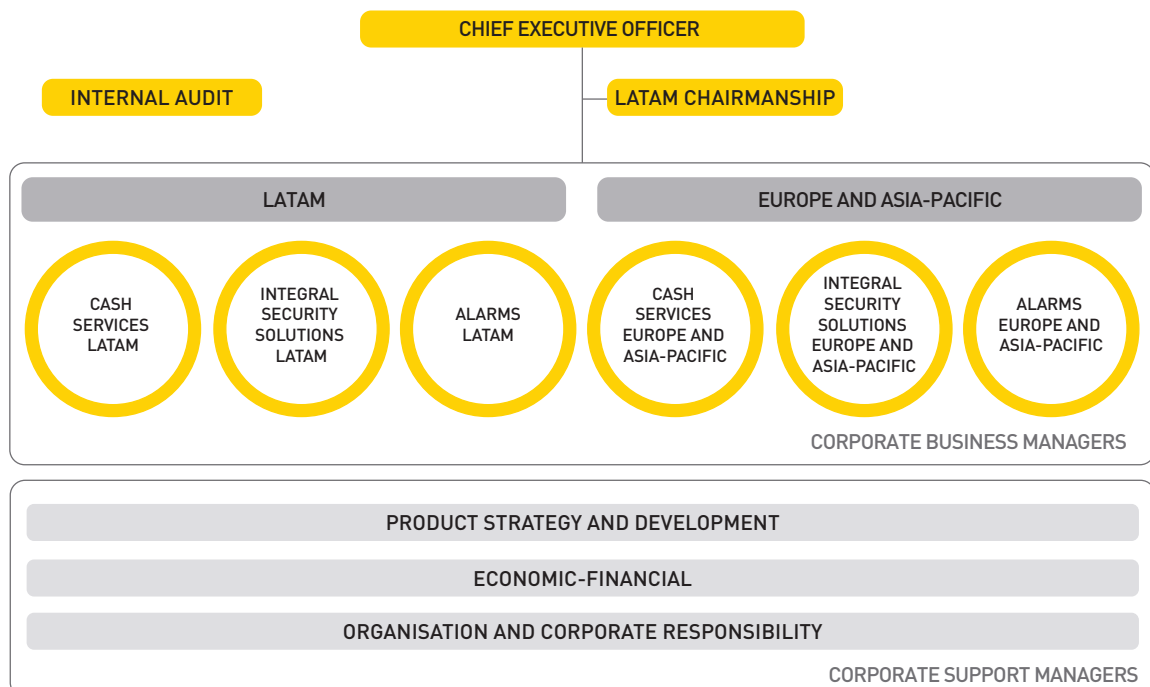 CHIEF EXECUTIVE OFFICER
INTERNAL AUDIT
LATAM CHAIRMANSHIP
LATAM
EUROPE AND ASIA-PACIFIC
CASH
SERVICES
LATAM
INTEGRAL
SECURITY
SOLUTIONS
LATAM
ALARMS
LATAM
CASH
SERVICES
EUROPE AND
ASIA-PACIFIC
INTEGRAL
SECURITY
SOLUTIONS
EUROPE AND
ASIA-PACIFIC
ALARMS
EUROPE AND
ASIA-PACIFIC
CORPORATE BUSINESS MANAGERS
PRODUCT STRATEGY AND DEVELOPMENT
ECONOMIC-FINANCIAL
ORGANISATION AND CORPORATE RESPONSIBILITY
CORPORATE SUPPORT MANAGERS